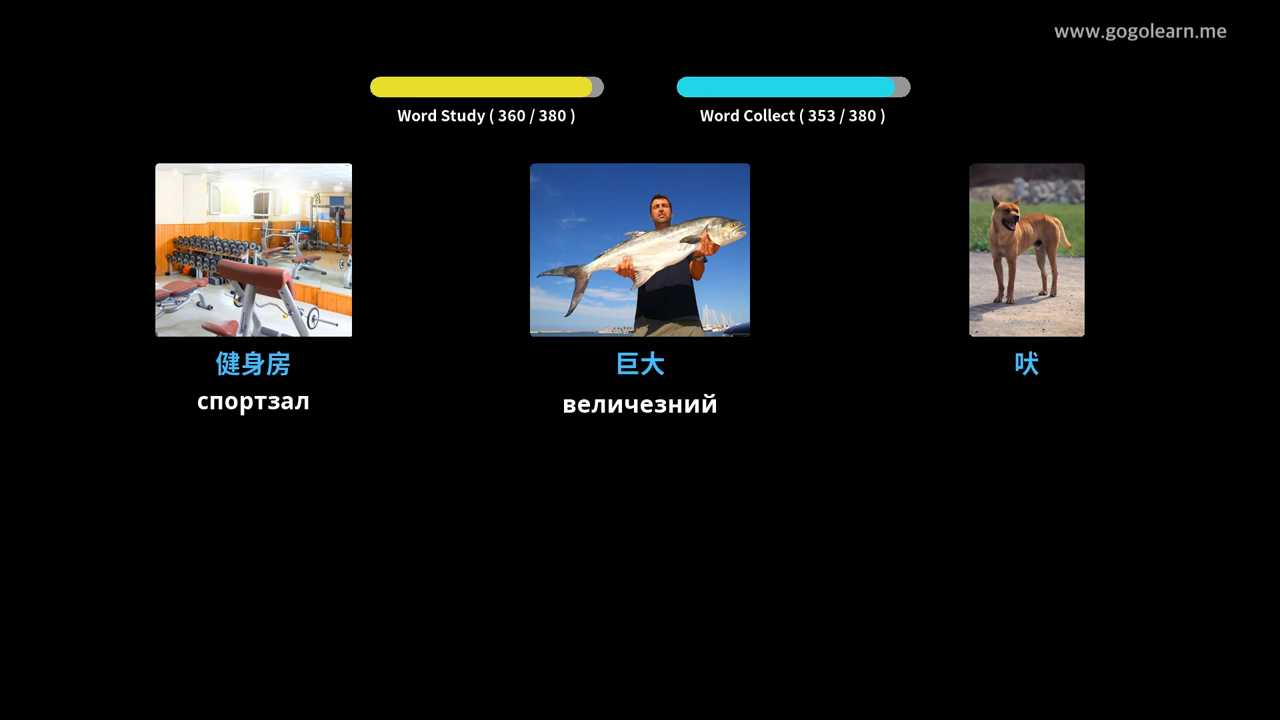 www.gogolearn.me
Word Study ( 360 / 380 )
Word Collect ( 353 / 380 )
健身房
巨大
吠
спортзал
величезний